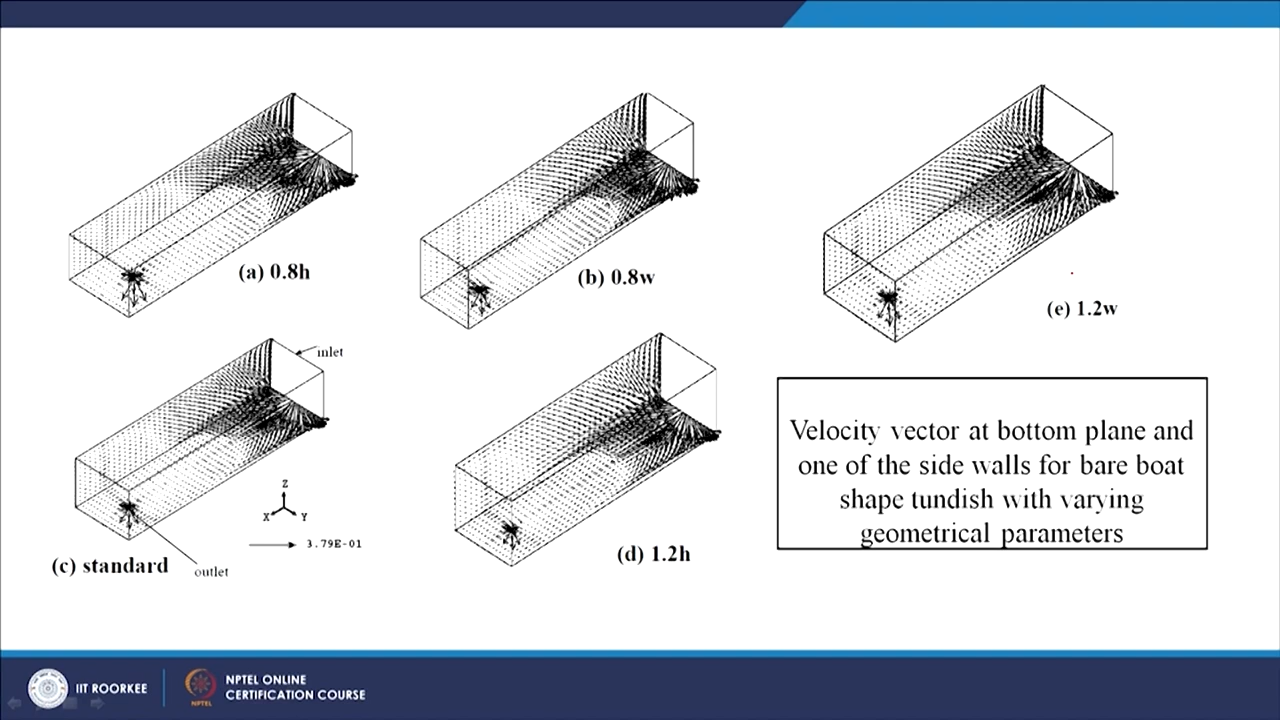 (a) 0.8h
(b) 0.8w
(e) 1.2w
inlet
Z
X
Y
3.79E-01
(c) standard
outlet
(d) 1.2h
Velocity vector at bottom plane and
one of the side walls for bare boat
shape tundish with varying
geometrical parameters
IIT ROORKEE
NPTEL
NPTEL ONLINE
CERTIFICATION COURSE